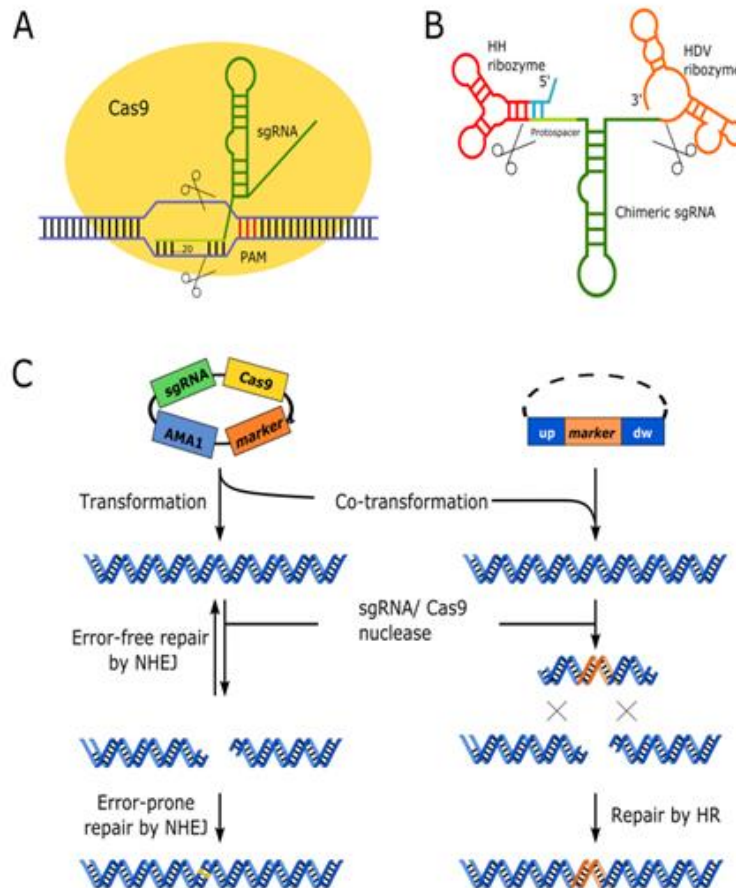 A
Cas9
sgRNA
20
PAM
B
HH
ribozyme
5'
HDV
ribozyme
3'
Protospacer
Chimeric sgRNA
C
sgRNA
Cas9
AMA1
marker
up
marker
dw
Transformation
Co-transformation
sgRNA/ Cas9
nuclease
Error-free repair
by NHEJ
Error-prone
repair by NHEJ
Repair by HR